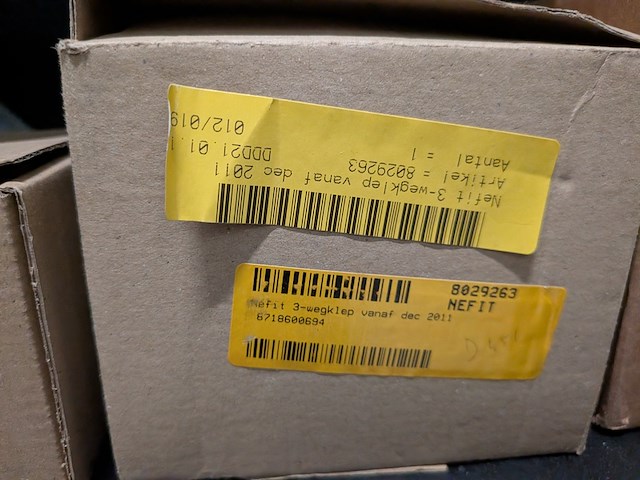 Nefit 3-wegklep vanaf dec 2011
Artikel = 8029263
Aantal = 1
DDD21.01.1
012/019
8029263
NEFIT
Nefit 3-wegklep vanaf dec 2011
6718600694